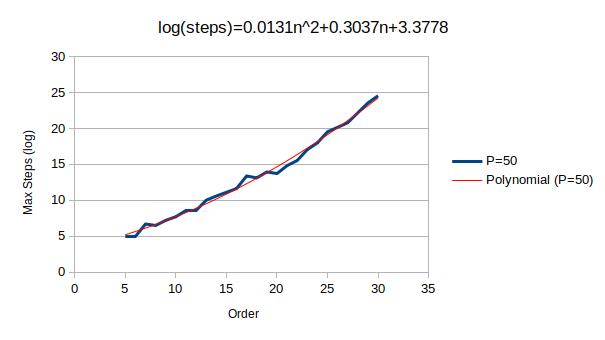 log(steps)=0.0131n^2+0.3037n+3.3778
30
25
20
15
10
5
0
Max Steps (log)
0 5 10 15 20 25 30 35
Order
P=50
Polynomial (P=50)